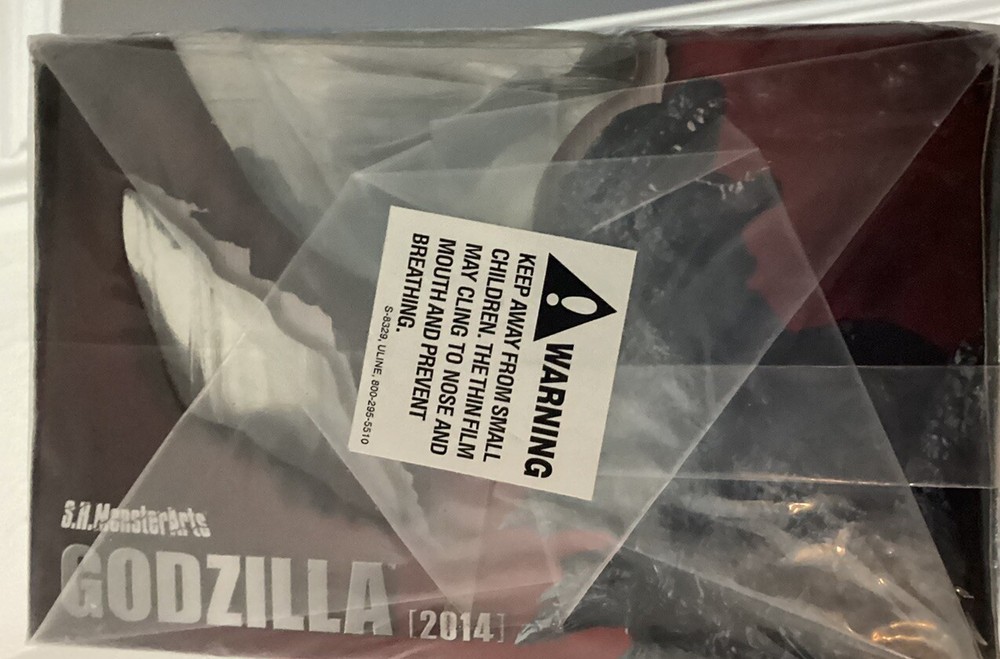 WARNING
KEEP AWAY FROM SMALL
CHILDREN. THE THIN FILM
MAY CLING TO NOSE AND
MOUTH AND PREVENT
BREATHING.
S-8329, ULINE, 800-295-5510
S.H.MonsterArts
GODZILLA [2014]